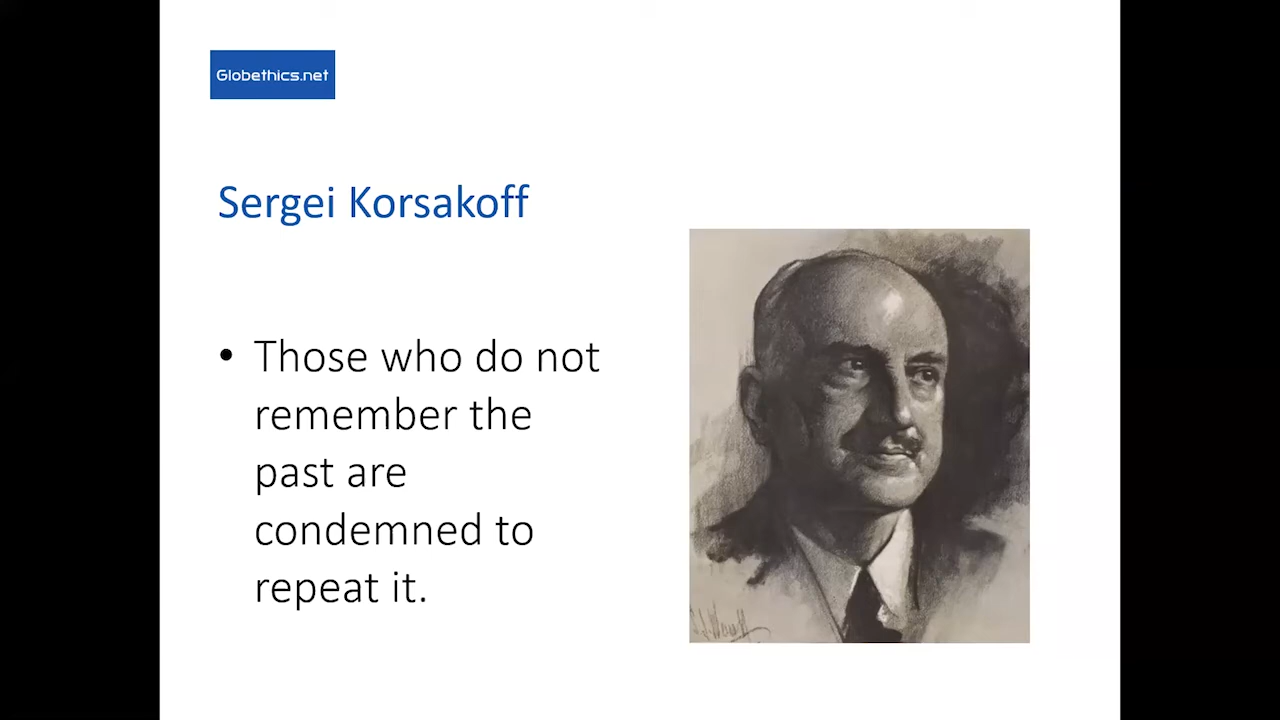 Globethics.net
Sergei Korsakoff
• Those who do not
remember the
past are
condemned to
repeat it.